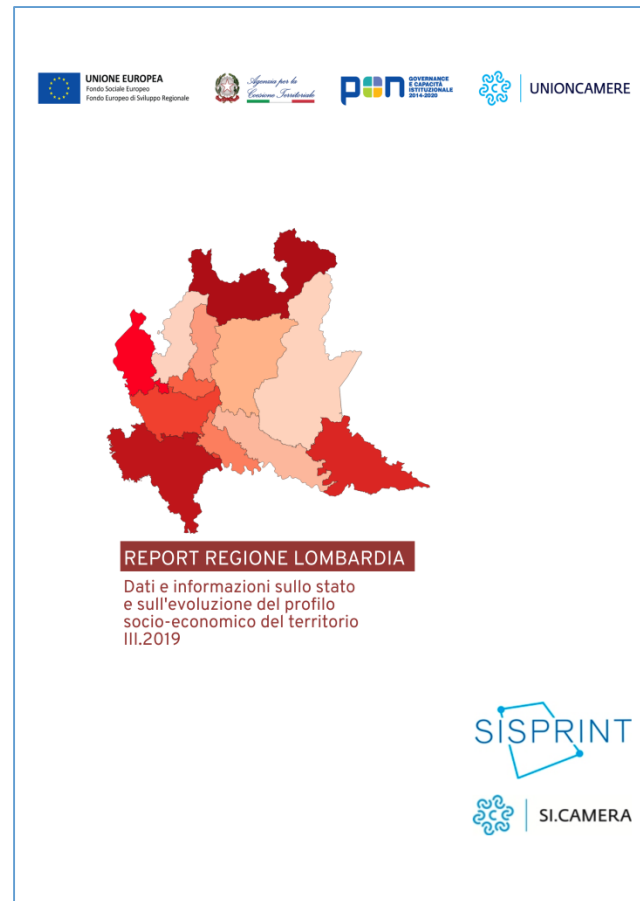 UNIONE EUROPEA
Fondo Sociale Europeo
Fondo Europeo di Sviluppo Regionale
Agenzia per la
Coesione Territoriale
pon
GOVERNANCE
E CAPACITÀ
ISTITUZIONALE
2014-2020
UNIONCAMERE
REPORT REGIONE LOMBARDIA
Dati e informazioni sullo stato
e sull'evoluzione del profilo
socio-economico del territorio
III.2019
SISPRINT
SI.CAMERA